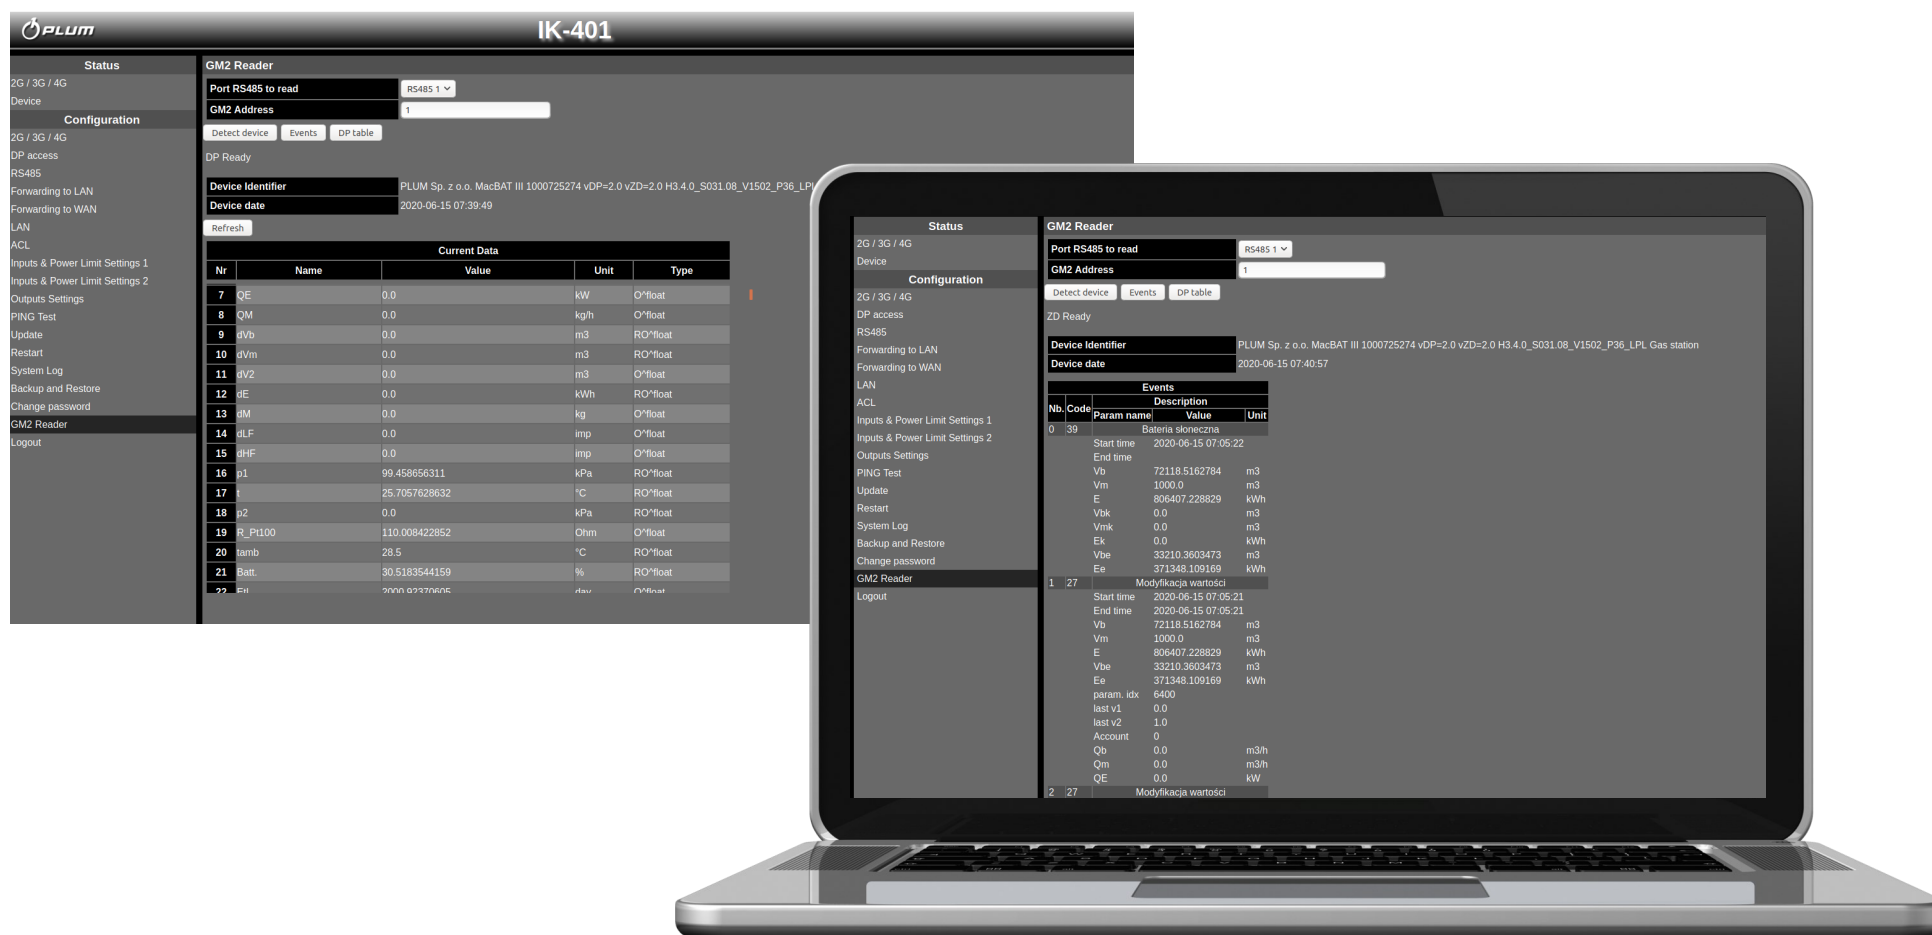 PLUM
IK-401
Status
2G / 3G / 4G
Device
Configuration
2G / 3G / 4G
DP access
RS485
Forwarding to LAN
Forwarding to WAN
LAN
ACL
Inputs & Power Limit Settings 1
Inputs & Power Limit Settings 2
Outputs Settings
PING Test
Update
Restart
System Log
Backup and Restore
Change password
GM2 Reader
Logout
GM2 Reader
Port RS485 to read RS485 1
GM2 Address 1
Detect device Events DP table
DP Ready
Device Identifier PLUM Sp. z o.o. MacBAT III 1000725274 vDP=2.0 vZD=2.0 H3.4.0_S031.08_V1502_P36_LPL
Device date 2020-06-15 07:39:49
Refresh
Current Data
Nr Name Value Unit Type
7 QE 0.0 kW O^float
8 QM 0.0 kg/h O^float
9 dVb 0.0 m3 RO^float
10 dVm 0.0 m3 RO^float
11 dV2 0.0 m3 O^float
12 dE 0.0 kWh RO^float
13 dM 0.0 kg O^float
14 dLF 0.0 imp O^float
15 dHF 0.0 imp O^float
16 p1 99.458656311 kPa RO^float
17 t 25.7057628632 °C RO^float
18 p2 0.0 kPa RO^float
19 R_Pt100 110.008422852 Ohm O^float
20 tamb 28.5 °C RO^float
21 Batt. 30.5183544159 % RO^float
22 Etl 2000.92370605 day O^float
Status
2G / 3G / 4G
Device
Configuration
2G / 3G / 4G
DP access
RS485
Forwarding to LAN
Forwarding to WAN
LAN
ACL
Inputs & Power Limit Settings 1
Inputs & Power Limit Settings 2
Outputs Settings
PING Test
Update
Restart
System Log
Backup and Restore
Change password
GM2 Reader
Logout
GM2 Reader
Port RS485 to read RS485 1
GM2 Address 1
Detect device Events DP table
ZD Ready
Device Identifier PLUM Sp. z o.o. MacBAT III 1000725274 vDP=2.0 vZD=2.0 H3.4.0_S031.08_V1502_P36_LPL Gas station
Device date 2020-06-15 07:40:57
Events
Nb. Code Description
Param name Value Unit
0 39 Bateria słoneczna
Start time 2020-06-15 07:05:22
End time
Vb 72118.5162784 m3
Vm 1000.0 m3
E 806407.228829 kWh
Vbk 0.0 m3
Vmk 0.0 m3
Ek 0.0 kWh
Vbe 33210.3603473 m3
Ee 371348.109169 kWh
1 27 Modyfikacja wartości
Start time 2020-06-15 07:05:21
End time 2020-06-15 07:05:21
Vb 72118.5162784 m3
Vm 1000.0 m3
E 806407.228829 kWh
Vbe 33210.3603473 m3
Ee 371348.109169 kWh
param. idx 6400
last v1 0.0
last v2 1.0
Account 0
Qb 0.0 m3/h
Qm 0.0 m3/h
QE 0.0 kW
2 27 Modyfikacja wartości